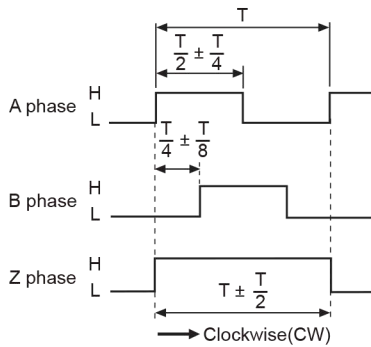 T
T/2 ± T/4
A phase H
L
T/4 ± T/8
B phase H
L
Z phase H
L
T ± T/2
Clockwise(CW)